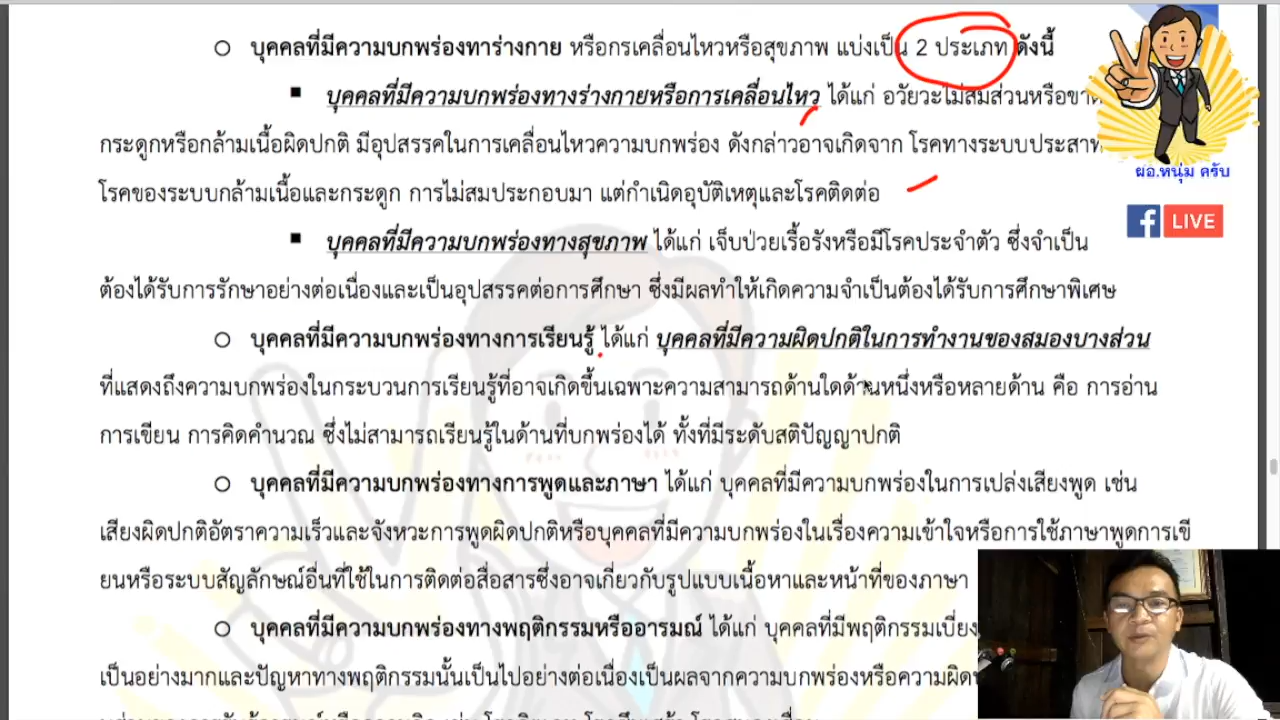 บุคคลที่มีความบกพร่องทาร่างกาย หรือกรเคลื่อนไหวหรือสุขภาพ แบ่งเป็น 2 ประเภท ดังนี้
บุคคลที่มีความบกพร่องทางร่างกายหรือการเคลื่อนไหว ได้แก่ อวัยวะไม่สมส่วนหรือขาด
กระดูกหรือกล้ามเนื้อผิดปกติ มีอุปสรรคในการเคลื่อนไหวความบกพร่อง ดังกล่าวอาจเกิดจาก โรคทางระบบประสาท
โรคของระบบกล้ามเนื้อและกระดูก การไม่สมประกอบมา แต่กำเนิดอุบัติเหตุและโรคติดต่อ
ผอ.หนุ่ม ครับ
LIVE
บุคคลที่มีความบกพร่องทางสุขภาพ ได้แก่ เจ็บป่วยเรื้อรังหรือมีโรคประจำตัว ซึ่งจำเป็น
ต้องได้รับการรักษาอย่างต่อเนื่องและเป็นอุปสรรคต่อการศึกษา ซึ่งมีผลทำให้เกิดความจำเป็นต้องได้รับการศึกษาพิเศษ
บุคคลที่มีความบกพร่องทางการเรียนรู้ ได้แก่ บุคคลที่มีความผิดปกติในการทำงานของสมองบางส่วน
ที่แสดงถึงความบกพร่องในกระบวนการเรียนรู้ที่อาจเกิดขึ้นเฉพาะความสามารถด้านใดด้านหนึ่งหรือหลายด้าน คือ การอ่าน
การเขียน การคิดคำนวณ ซึ่งไม่สามารถเรียนรู้ในด้านที่บกพร่องได้ ทั้งที่มีระดับสติปัญญาปกติ
บุคคลที่มีความบกพร่องทางการพูดและภาษา ได้แก่ บุคคลที่มีความบกพร่องในการเปล่งเสียงพูด เช่น
เสียงผิดปกติอัตราความเร็วและจังหวะการพูดผิดปกติหรือบุคคลที่มีความบกพร่องในเรื่องความเข้าใจหรือการใช้ภาษาพูดการเขี
ยนหรือระบบสัญลักษณ์อื่นที่ใช้ในการติดต่อสื่อสารซึ่งอาจเกี่ยวกับรูปแบบเนื้อหาและหน้าที่ของภาษา
บุคคลที่มีความบกพร่องทางพฤติกรรมหรืออารมณ์ ได้แก่ บุคคลที่มีพฤติกรรมเบี่ยง
เป็นอย่างมากและปัญหาทางพฤติกรรมนั้นเป็นไปอย่างต่อเนื่องเป็นผลจากความบกพร่องหรือความผิด